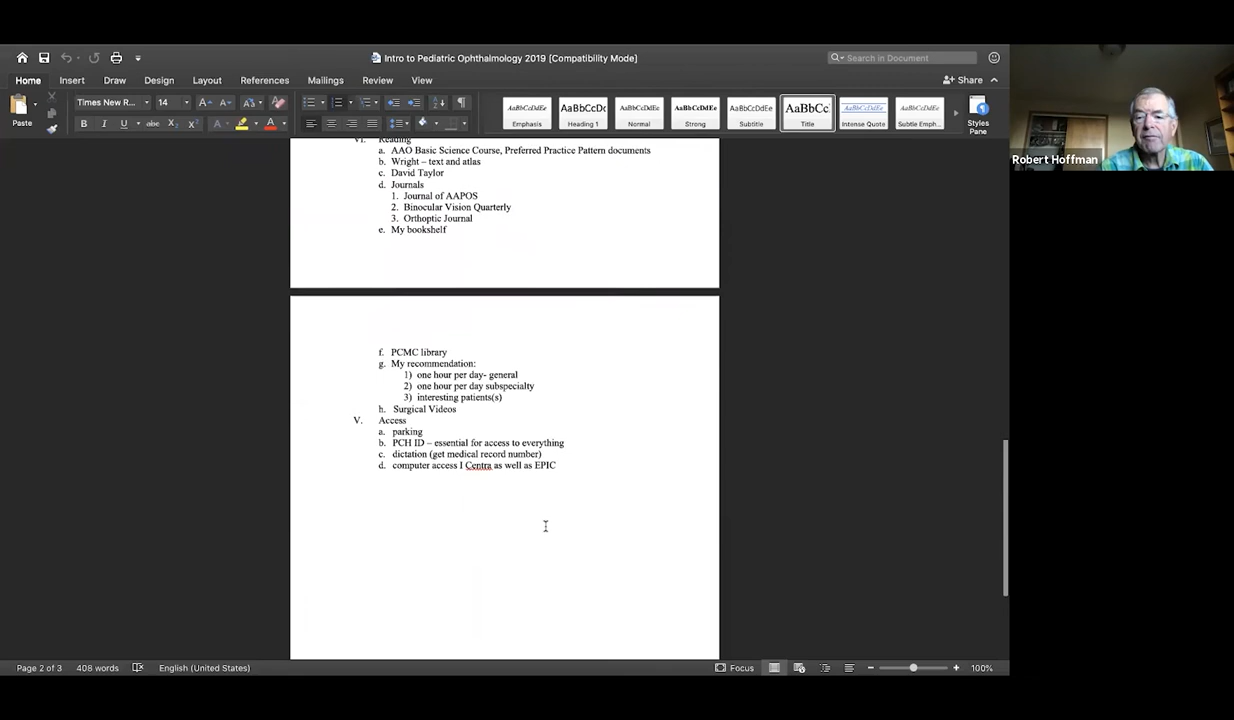 Intro to Pediatric Ophthalmology 2019 [Compatibility Mode]
Search in Document
Home Insert Draw Design Layout References Mailings Review View
Share
Paste
Times New R...
14
B I U abc X₂ X²
AaBbCcDdEe
Emphasis
AaBbCcDc
Heading 1
AaBbCcDdEe
Normal
AaBbCcDdEe
Strong
AaBbCcDdEe
Subtitle
AaBbCc
Title
AaBbCcDdEe
Intense Quote
AaBbCcDdEe
Subtle Emph...
Styles
Pane
Robert Hoffman
VI. Reading
a. AAO Basic Science Course, Preferred Practice Pattern documents
b. Wright – text and atlas
c. David Taylor
d. Journals
1. Journal of AAPOS
2. Binocular Vision Quarterly
3. Orthoptic Journal
e. My bookshelf
f. PCMC library
g. My recommendation:
1) one hour per day- general
2) one hour per day subspecialty
3) interesting patients(s)
h. Surgical Videos
V. Access
a. parking
b. PCH ID – essential for access to everything
c. dictation (get medical record number)
d. computer access I Centra as well as EPIC
Page 2 of 3 408 words English (United States) Focus 100%